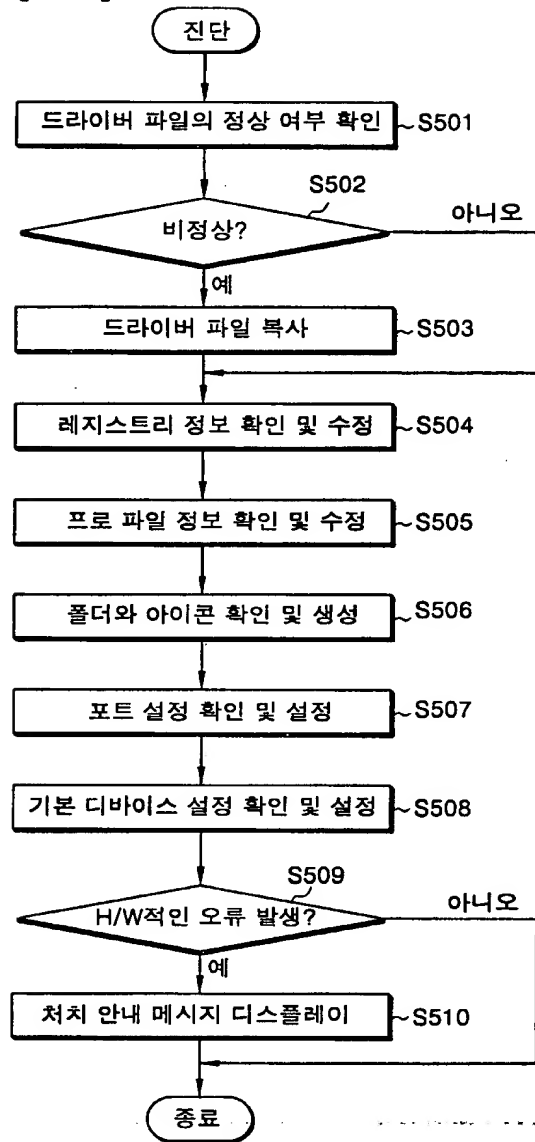 진단
드라이버 파일의 정상 여부 확인 ~S501
S502
비정상?
아니오
예
드라이버 파일 복사 ~S503
레지스트리 정보 확인 및 수정 ~S504
프로 파일 정보 확인 및 수정 ~S505
폴더와 아이콘 확인 및 생성 ~S506
포트 설정 확인 및 설정 ~S507
기본 디바이스 설정 확인 및 설정 ~S508
S509
H/W적인 오류 발생?
아니오
예
처치 안내 메시지 디스플레이 ~S510
종료